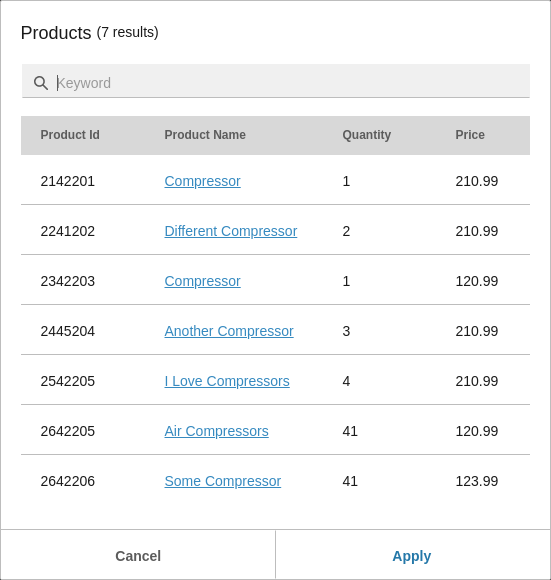 Products (7 results)
Keyword
Product Id Product Name Quantity Price
2142201 Compressor 1 210.99
2241202 Different Compressor 2 210.99
2342203 Compressor 1 120.99
2445204 Another Compressor 3 210.99
2542205 I Love Compressors 4 210.99
2642205 Air Compressors 41 120.99
2642206 Some Compressor 41 123.99
Cancel Apply